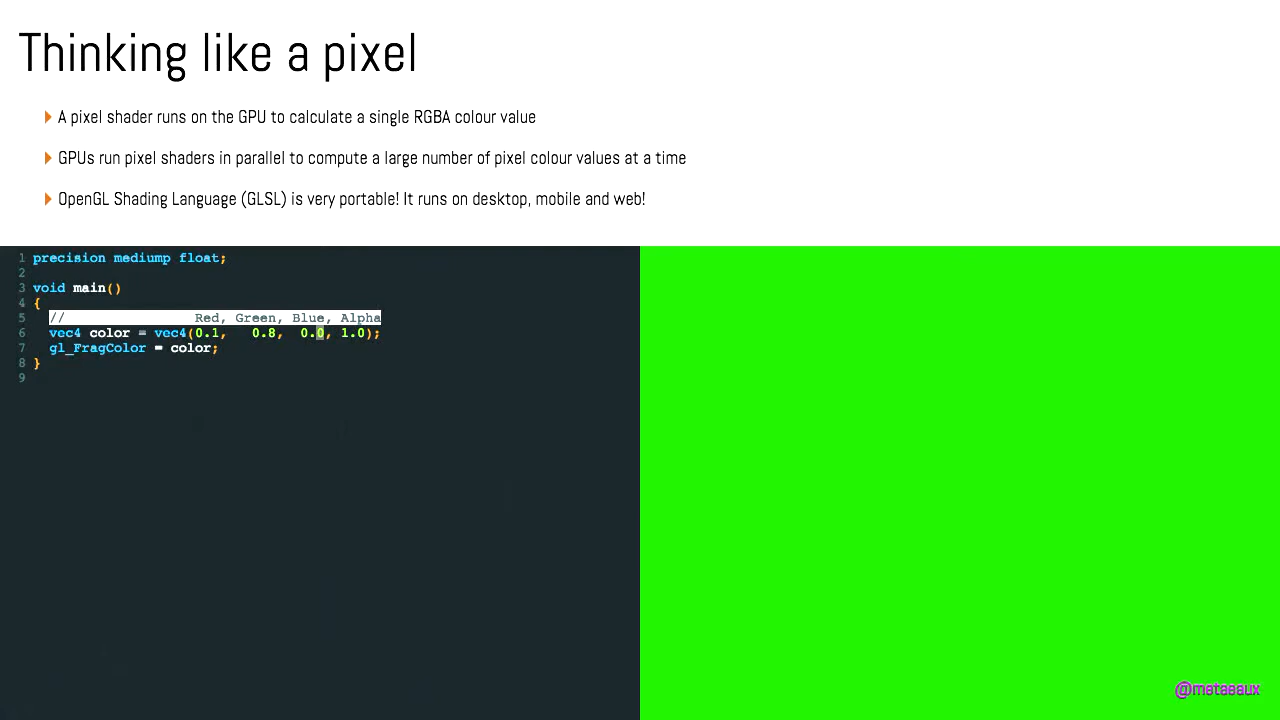 Thinking like a pixel
A pixel shader runs on the GPU to calculate a single RGBA colour value
GPUs run pixel shaders in parallel to compute a large number of pixel colour values at a time
OpenGL Shading Language (GLSL) is very portable! It runs on desktop, mobile and web!
1 precision mediump float;
2
3 void main()
4 {
5 // Red, Green, Blue, Alpha
6 vec4 color = vec4(0.1, 0.8, 0.0, 1.0);
7 gl_FragColor = color;
8 }
9
@metaeaux